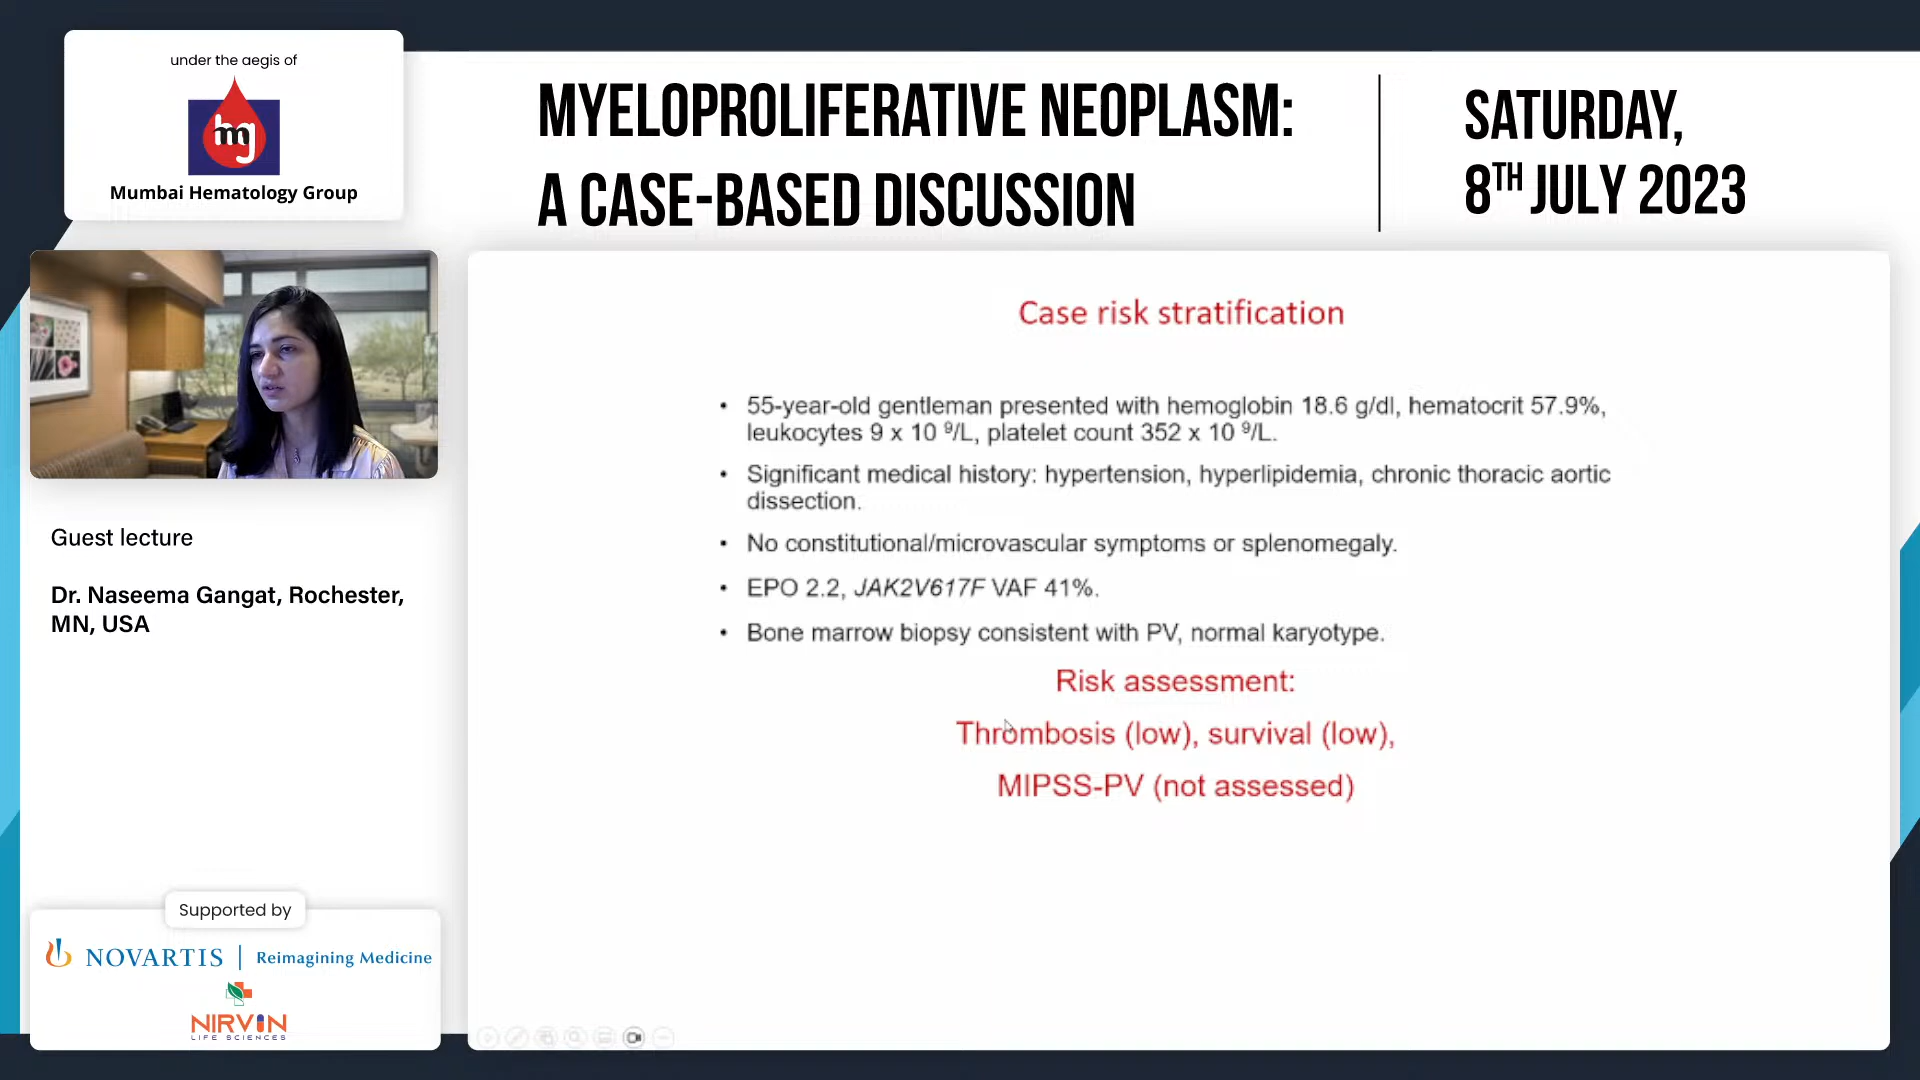 under the aegis of
mhg
Mumbai Hematology Group
MYELOPROLIFERATIVE NEOPLASM:
A CASE-BASED DISCUSSION
SATURDAY,
8TH JULY 2023
Guest lecture
Dr. Naseema Gangat, Rochester,
MN, USA
Supported by
NOVARTIS | Reimagining Medicine
NIRVIN
LIFE SCIENCES
Case risk stratification
• 55-year-old gentleman presented with hemoglobin 18.6 g/dl, hematocrit 57.9%,
leukocytes 9 x 10 ⁹/L, platelet count 352 x 10 ⁹/L.
• Significant medical history: hypertension, hyperlipidemia, chronic thoracic aortic
dissection.
• No constitutional/microvascular symptoms or splenomegaly.
• EPO 2.2, JAK2V617F VAF 41%.
• Bone marrow biopsy consistent with PV, normal karyotype.
Risk assessment:
Thrombosis (low), survival (low),
MIPSS-PV (not assessed)